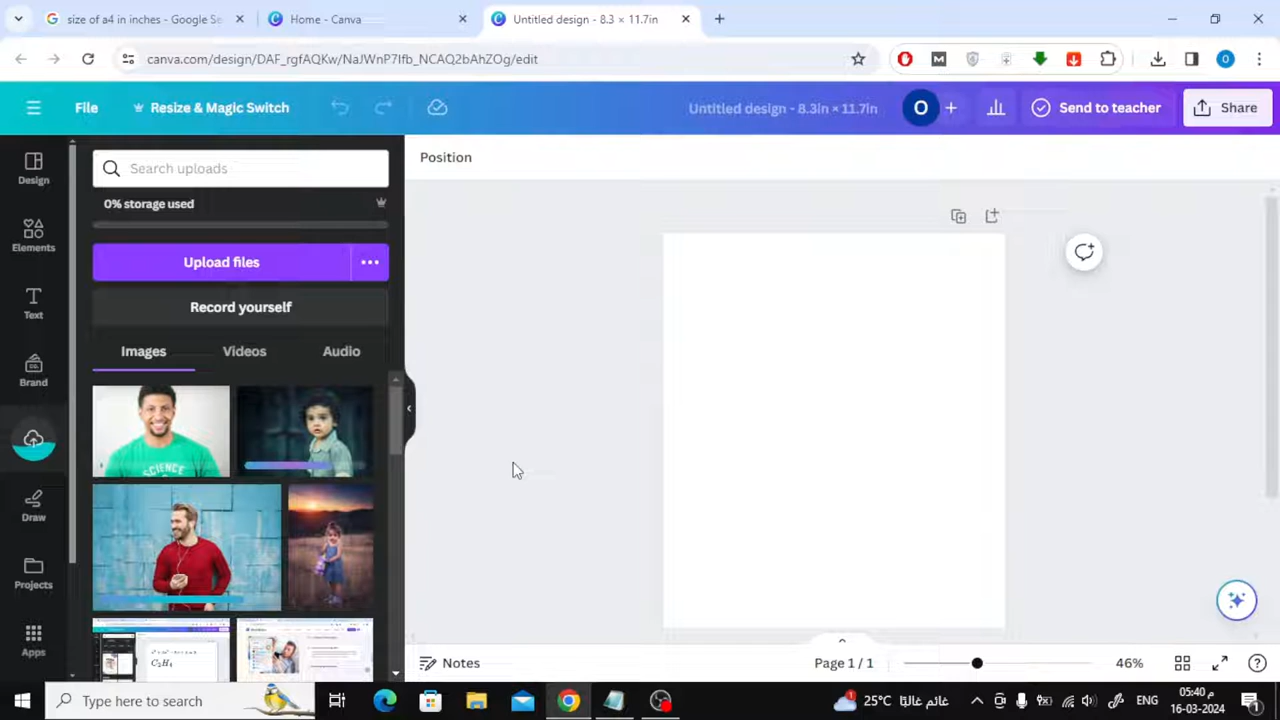 size of a4 in inches - Google Se
Home - Canva
Untitled design - 8.3 × 11.7in
canva.com/design/DAF_rgfAQKw/NaJWnP7Ifb_NCAQ2bAhZOg/edit
File
Resize & Magic Switch
Untitled design - 8.3in × 11.7in
O
Send to teacher
Share
Design
Elements
Text
Brand
Draw
Projects
Apps
Search uploads
0% storage used
Upload files
Record yourself
Images
Videos
Audio
SCIENCE
Position
Notes
Page 1 / 1
46%
Type here to search
25°C
غائم غالبًا
ENG
05:40 م
16-03-2024